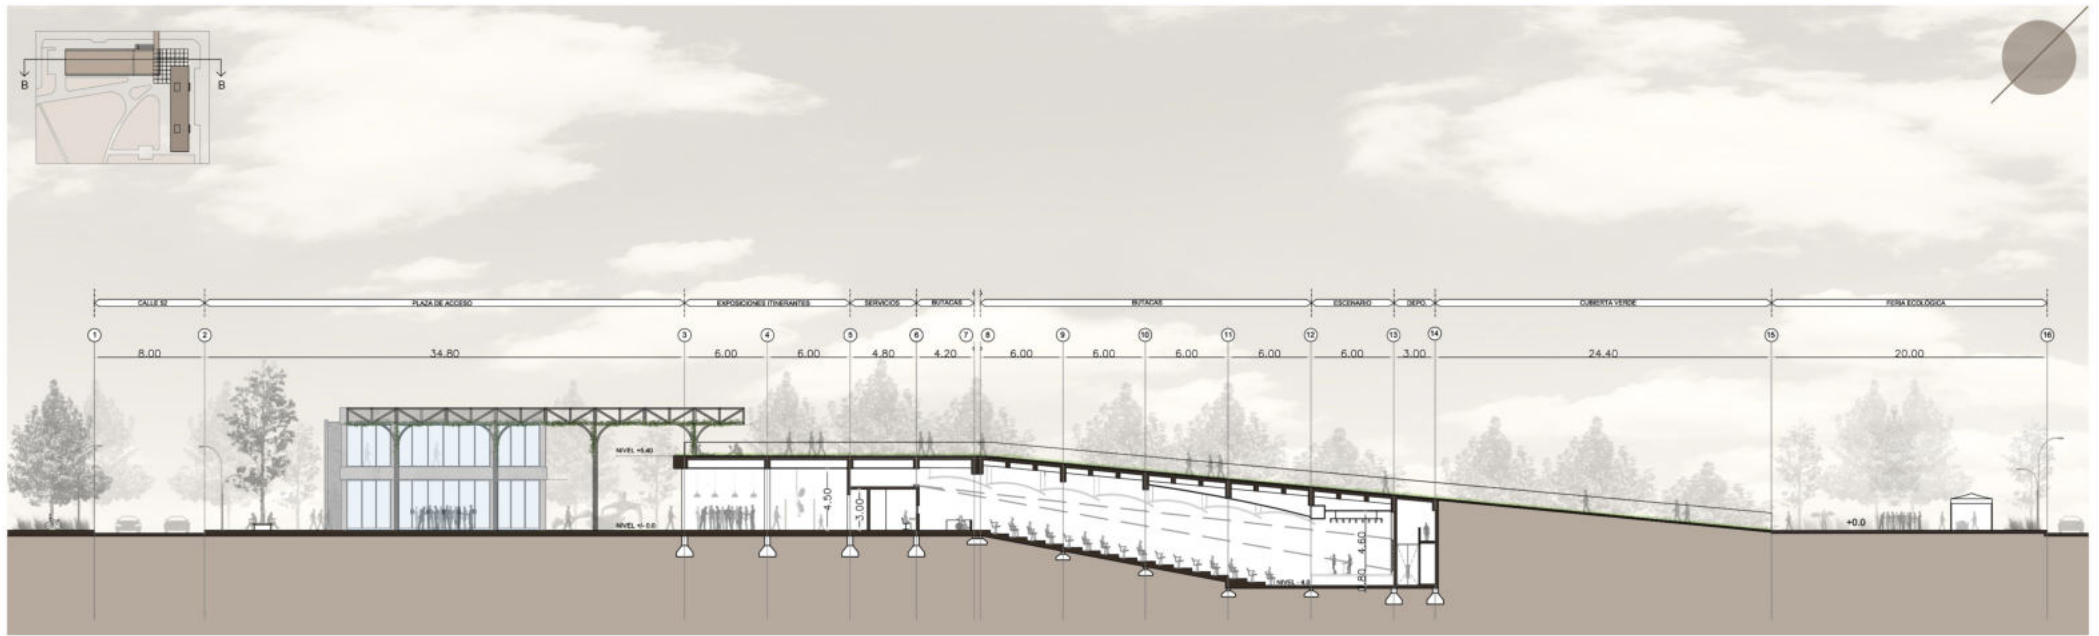 B B
CALLE 52 PLAZA DE ACCESO EXPOSICIONES ITINERANTES SERVICIOS BUTACAS BUTACAS ESCENARIO DEPO. CUBIERTA VERDE FERIA ECOLÓGICA
1 2 3 4 5 6 7 8 9 10 11 12 13 14 15 16
8.00 34.80 6.00 6.00 4.80 4.20 6.00 6.00 6.00 6.00 6.00 3.00 24.40 20.00
NIVEL +5.40
4.50
3.00
NIVEL +/- 0.0
+0.0
4.60
NIVEL - 4.0